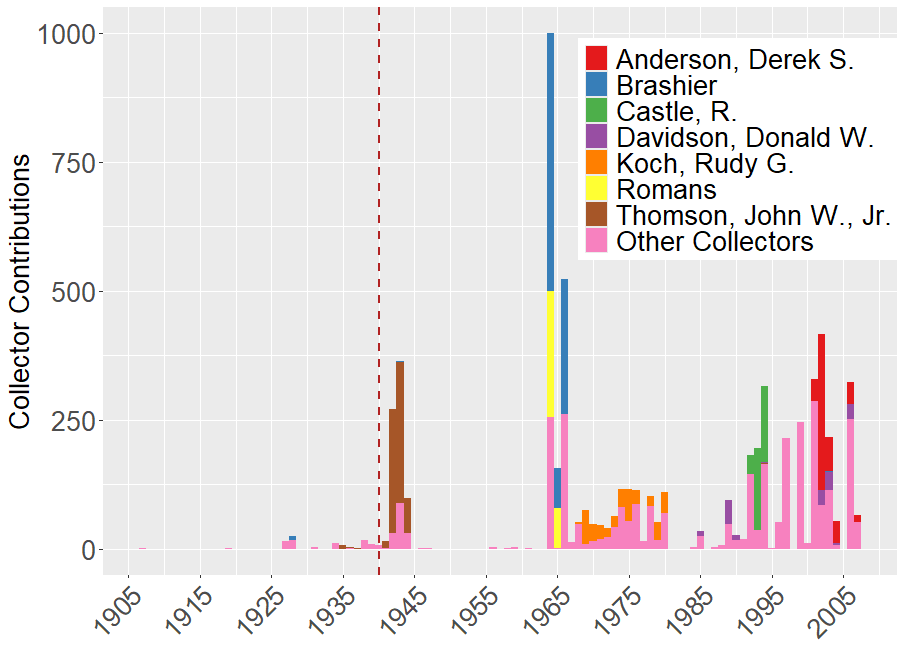 Collector Contributions
1000
750
500
250
0
Anderson, Derek S.
Brashier
Castle, R.
Davidson, Donald W.
Koch, Rudy G.
Romans
Thomson, John W., Jr.
Other Collectors
1905
1915
1925
1935
1945
1955
1965
1975
1985
1995
2005